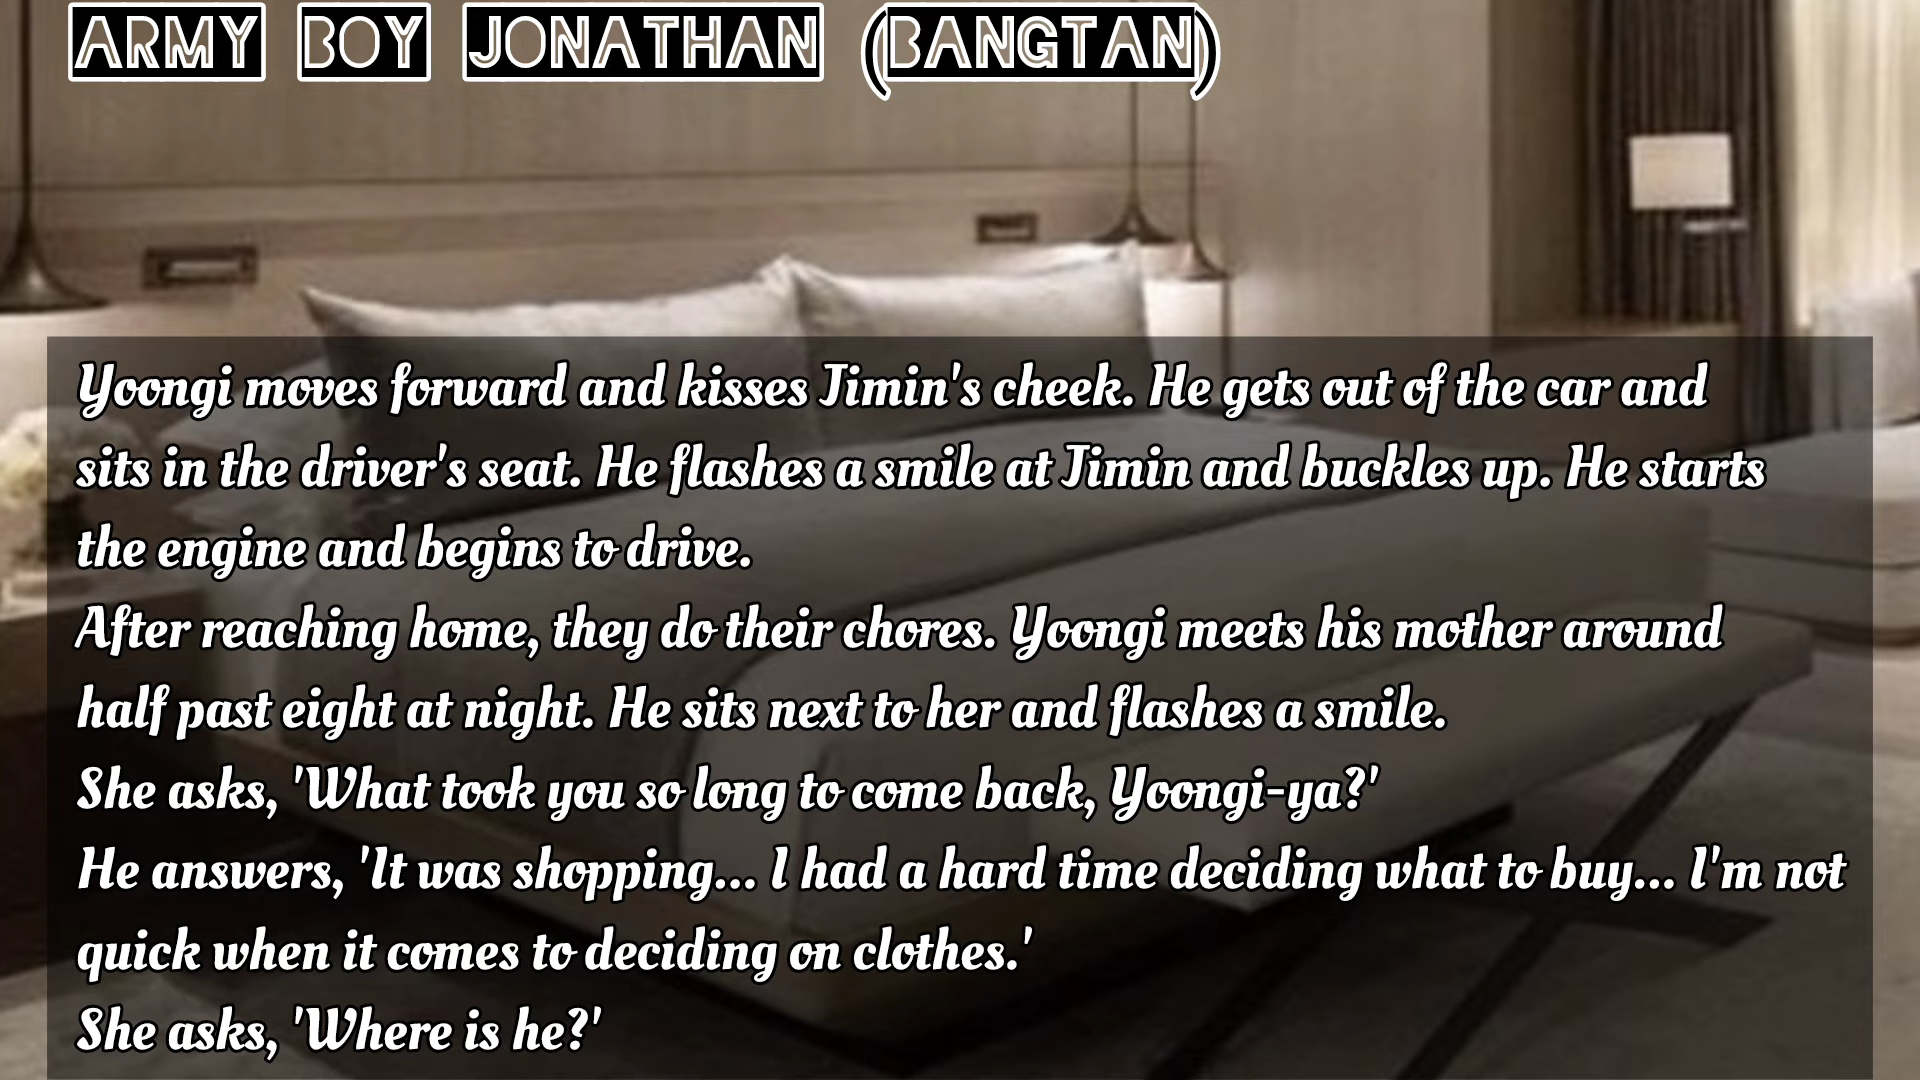 ARMY BOY JONATHAN (BANGTAN)
Yoongi moves forward and kisses Jimin's cheek. He gets out of the car and
sits in the driver's seat. He flashes a smile at Jimin and buckles up. He starts
the engine and begins to drive.
After reaching home, they do their chores. Yoongi meets his mother around
half past eight at night. He sits next to her and flashes a smile.
She asks, 'What took you so long to come back, Yoongi-ya?'
He answers, 'It was shopping... I had a hard time deciding what to buy... I'm not
quick when it comes to deciding on clothes.'
She asks, 'Where is he?'